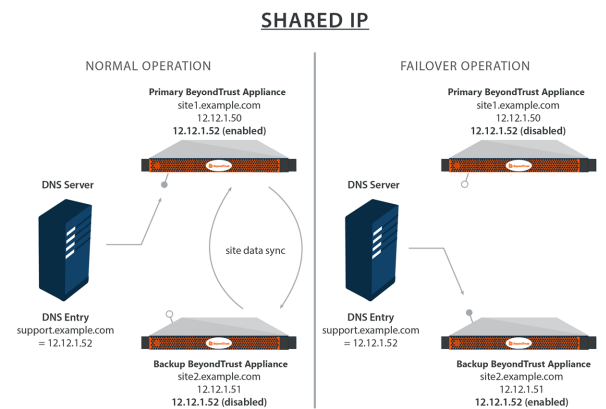 SHARED IP
NORMAL OPERATION
Primary BeyondTrust Appliance
site1.example.com
12.12.1.50
12.12.1.52 (enabled)
BeyondTrust
DNS Server
site data sync
DNS Entry
support.example.com
= 12.12.1.52
BeyondTrust
Backup BeyondTrust Appliance
site2.example.com
12.12.1.51
12.12.1.52 (disabled)
FAILOVER OPERATION
Primary BeyondTrust Appliance
site1.example.com
12.12.1.50
12.12.1.52 (disabled)
BeyondTrust
DNS Server
DNS Entry
support.example.com
= 12.12.1.52
BeyondTrust
Backup BeyondTrust Appliance
site2.example.com
12.12.1.51
12.12.1.52 (enabled)